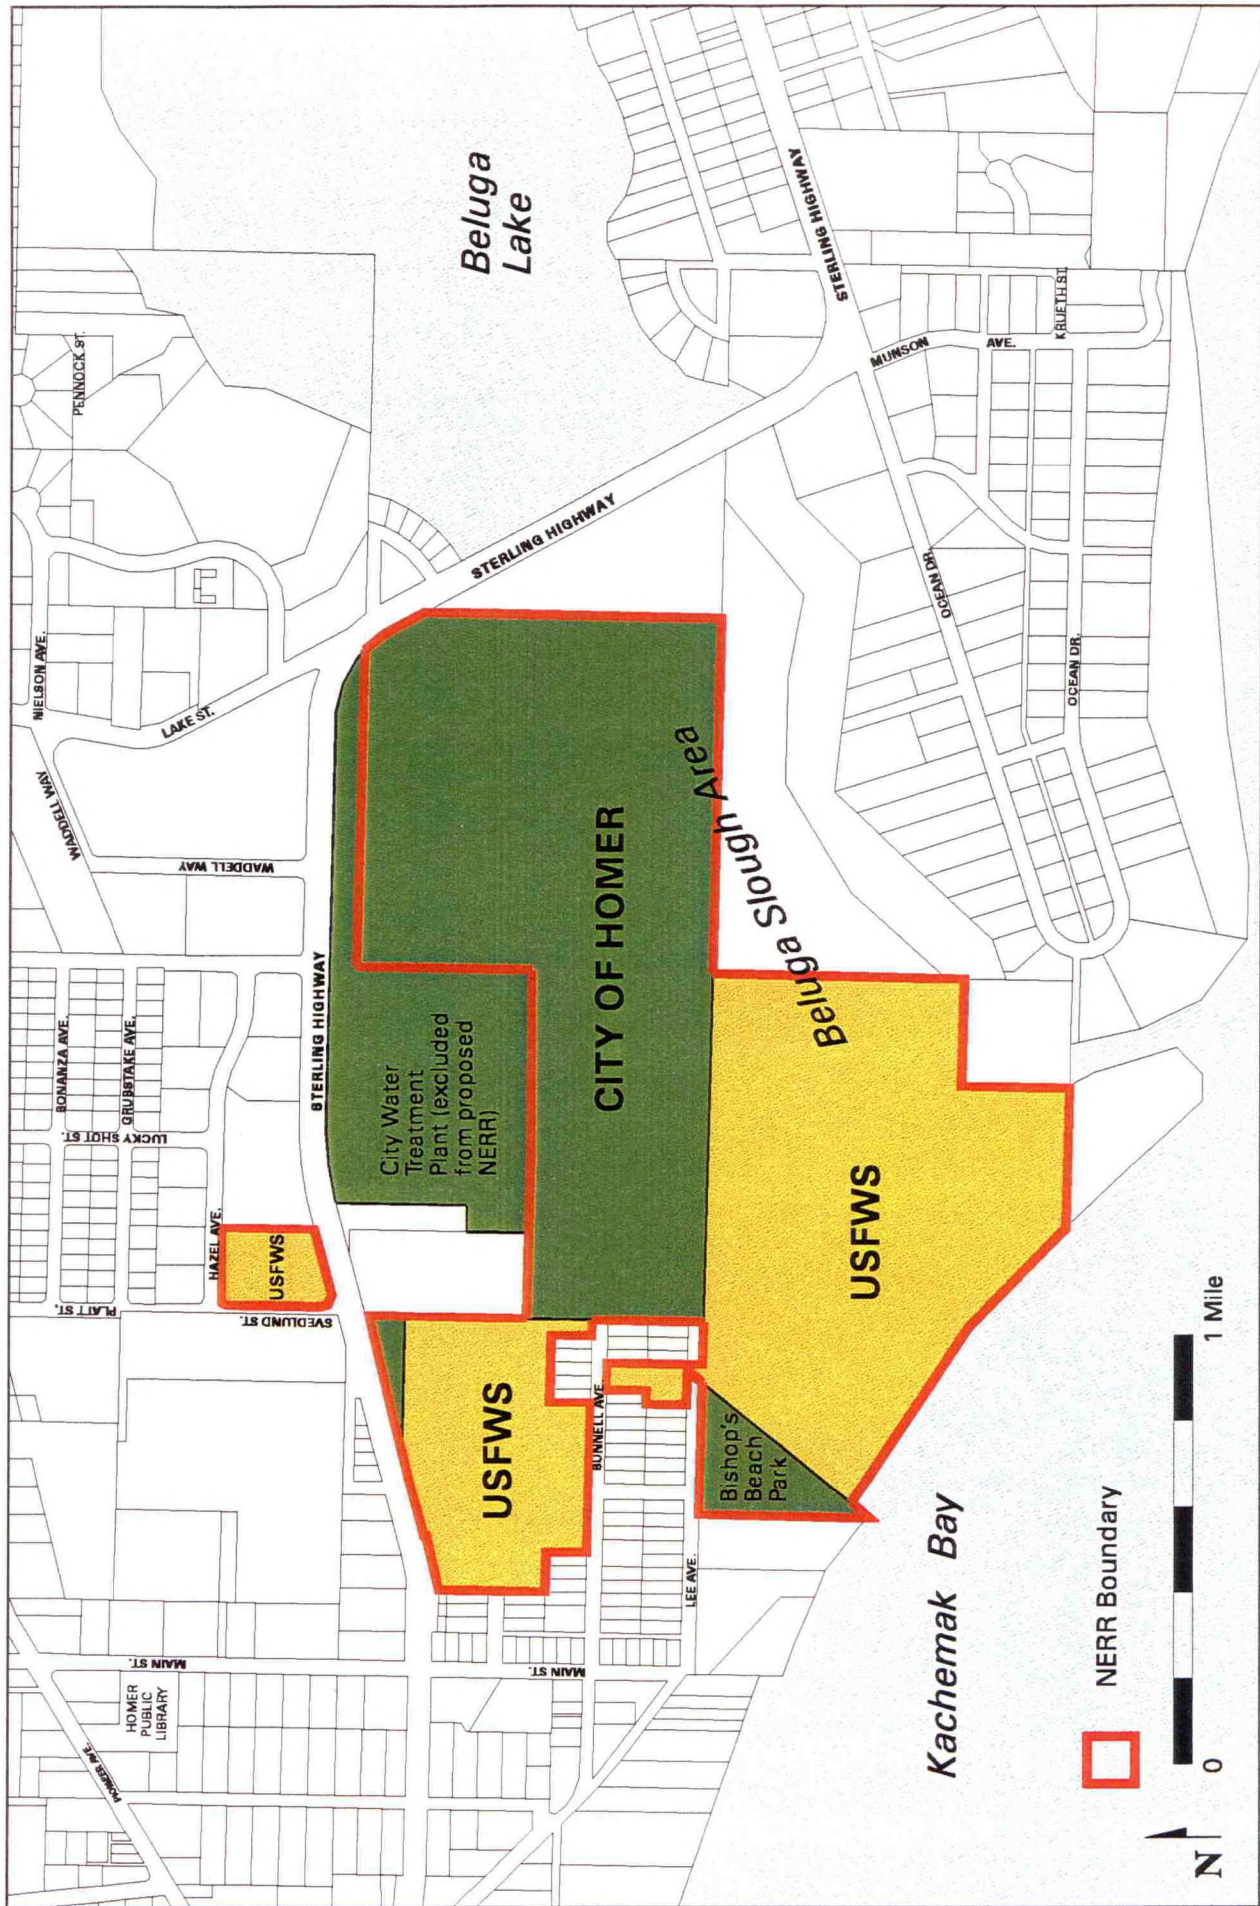 PENNOCK ST.
Beluga
Lake
NIELSON AVE.
LAKE ST.
WADDELL WAY
WADDELL WAY
STERLING HIGHWAY
STERLING HIGHWAY
MUNSON
AVE.
KRUETH ST.
OCEAN DR.
OCEAN DR.
BONANZA AVE.
GRUBSTAKE AVE.
LUCKY SHOT ST.
STERLING HIGHWAY
HAZEL AVE.
PLATT ST.
SVEDLUND ST.
USFWS
City Water
Treatment
Plant (excluded
from proposed
NERR)
CITY OF HOMER
Beluga Slough Area
USFWS
USFWS
BUNNELL AVE.
Bishop's
Beach
Park
LEE AVE.
MAIN ST.
MAIN ST.
HOMER
PUBLIC
LIBRARY
PIONEER AVE.
Kachemak Bay
NERR Boundary
N
0
1 Mile